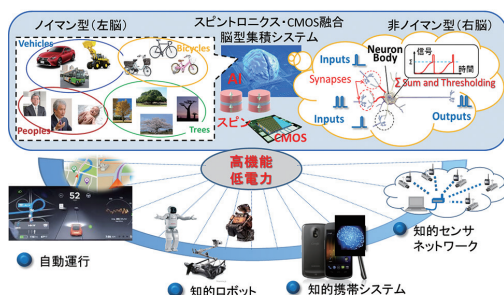 ノイマン型(左脳)
スピントロニクス・CMOS融合
脳型集積システム
非ノイマン型(右脳)
Vehicles
Bicycles
Peoples
Trees
AI
スピン
CMOS
Inputs
Synapses
Inputs
Neuron
Body
信号
時間
Σ Sum and Thresholding
Outputs
高機能
低電力
52
自動運行
知的ロボット
知的携帯システム
知的センサ
ネットワーク